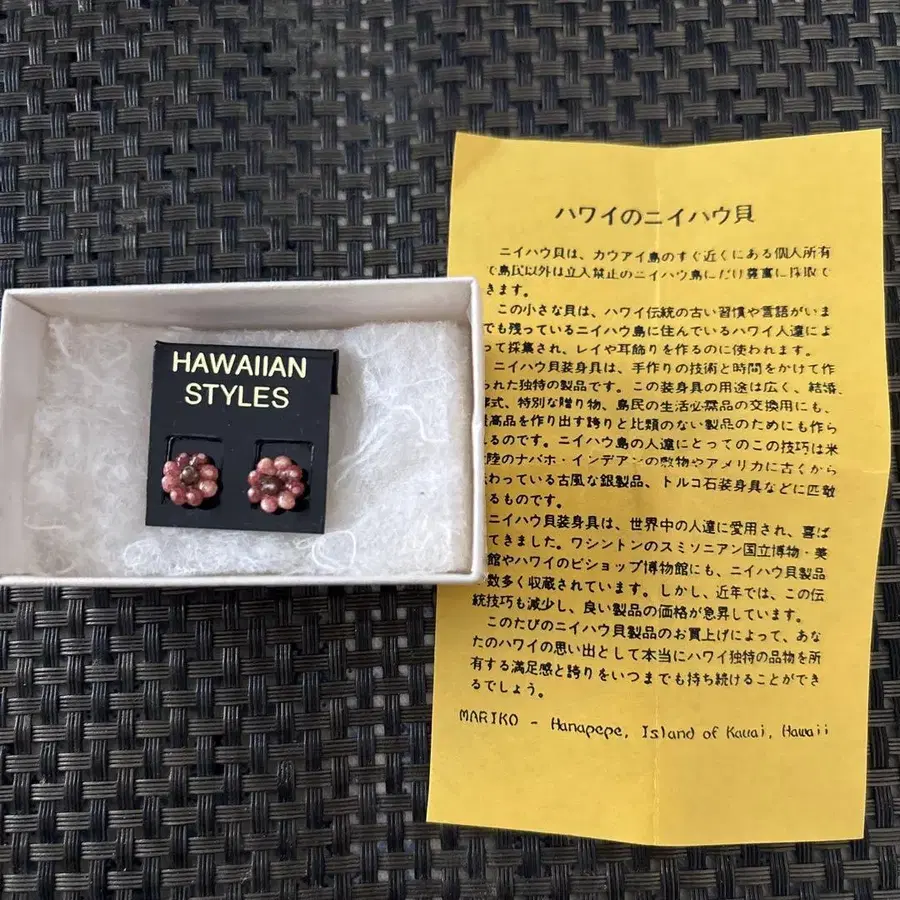 HAWAIIAN
STYLES
ハワイのニイハウ貝
ニイハウ貝は、カウアイ島のすぐ近くにある個人所有
で島民以外は立入禁止のニイハウ島にだけ豊富に採取で
きます。
この小さな貝は、ハワイ伝統の古い習慣や言語がいま
でも残っているニイハウ島に住んでいるハワイ人達によ
って採集され、レイや耳飾りを作るのに使われます。
ニイハウ貝装身具は、手作りの技術と時間をかけて作
られた独特の製品です。この装身具の用途は広く、結婚
式、特別な贈り物、島民の生活必需品の交換用にも、
高品を作り出す誇りと比類のない製品のためにも作ら
るのです。ニイハウ島の人達にとってのこの技巧は米
陸のナバホ・インデアンの敷物やアメリカに古くから
わっている古風な銀製品、トルコ石装身具などに匹敵
るものです。
ニイハウ貝装身具は、世界中の人達に愛用され、喜ば
てきました。ワシントンのスミソニアン国立博物・美
館やハワイのビショップ博物館にも、ニイハウ貝製品
数多く収蔵されています。しかし、近年では、この伝
統技巧も減少し、良い製品の価格が急昇しています。
このたびのニイハウ貝製品のお買上げによって、あな
たのハワイの思い出として本当にハワイ独特の品物を所
有する満足感と誇りをいつまでも持ち続けることができ
るでしょう。
MARIKO - Hanapepe, Island of Kauai, Hawaii